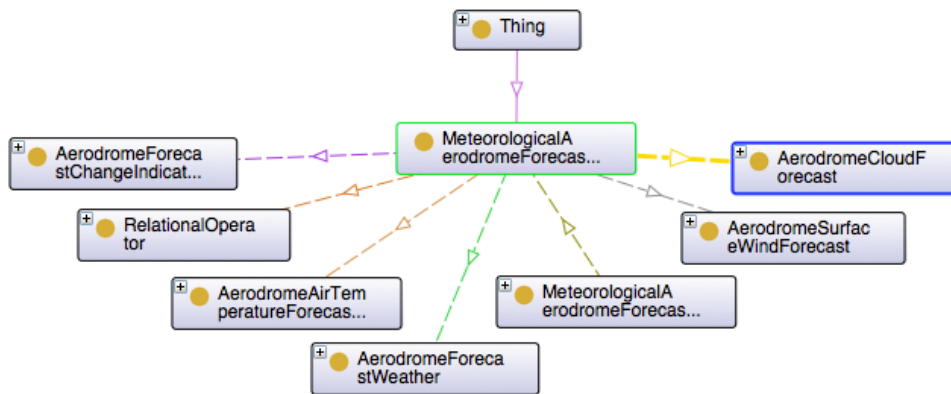 Thing
MeteorologicalA
erodromeForecas...
AerodromeForeca
stChangeIndicat...
AerodromeCloudF
orecast
RelationalOpera
tor
AerodromeSurfac
eWindForecast
AerodromeAirTem
peratureForecas...
MeteorologicalA
erodromeForecas...
AerodromeForeca
stWeather